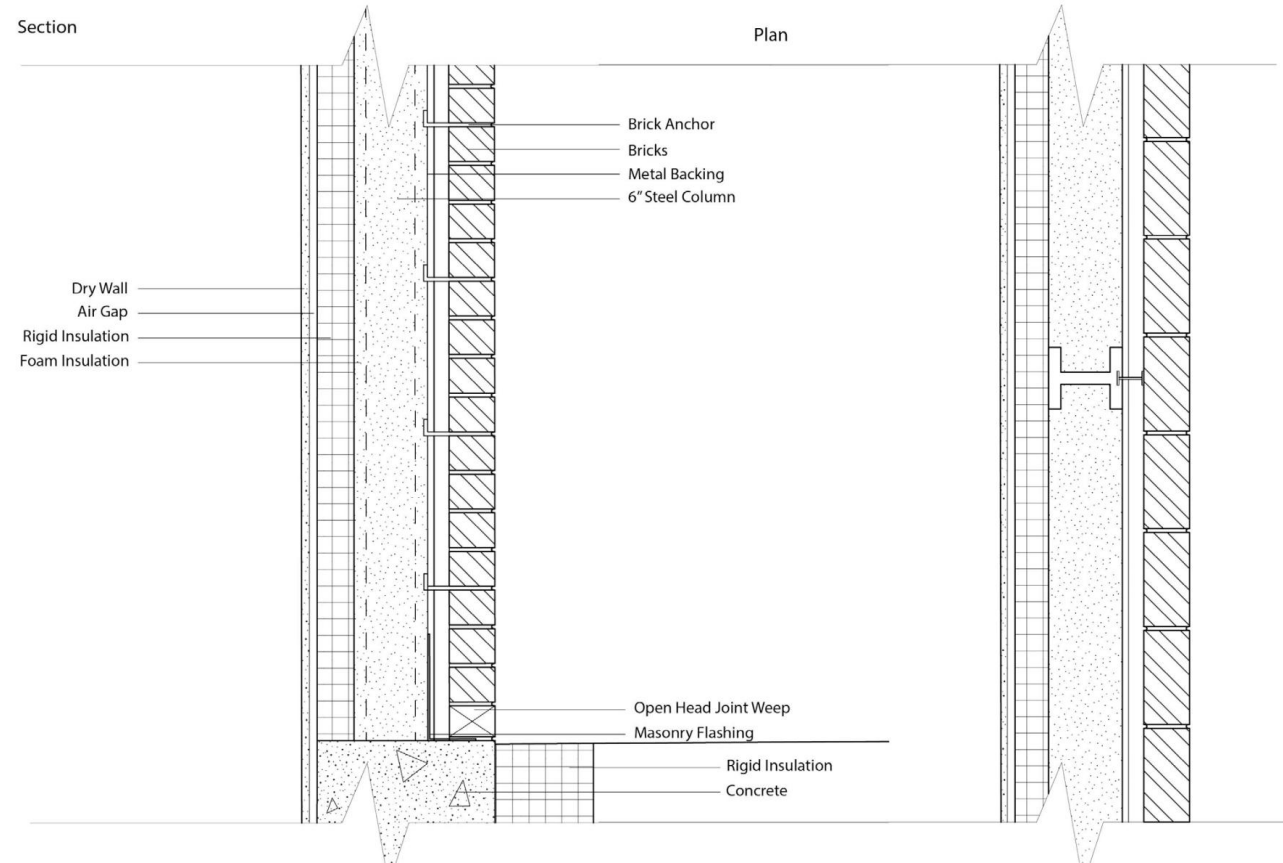 Section
Plan
Brick Anchor
Bricks
Metal Backing
6” Steel Column
Dry Wall
Air Gap
Rigid Insulation
Foam Insulation
Open Head Joint Weep
Masonry Flashing
Rigid Insulation
Concrete